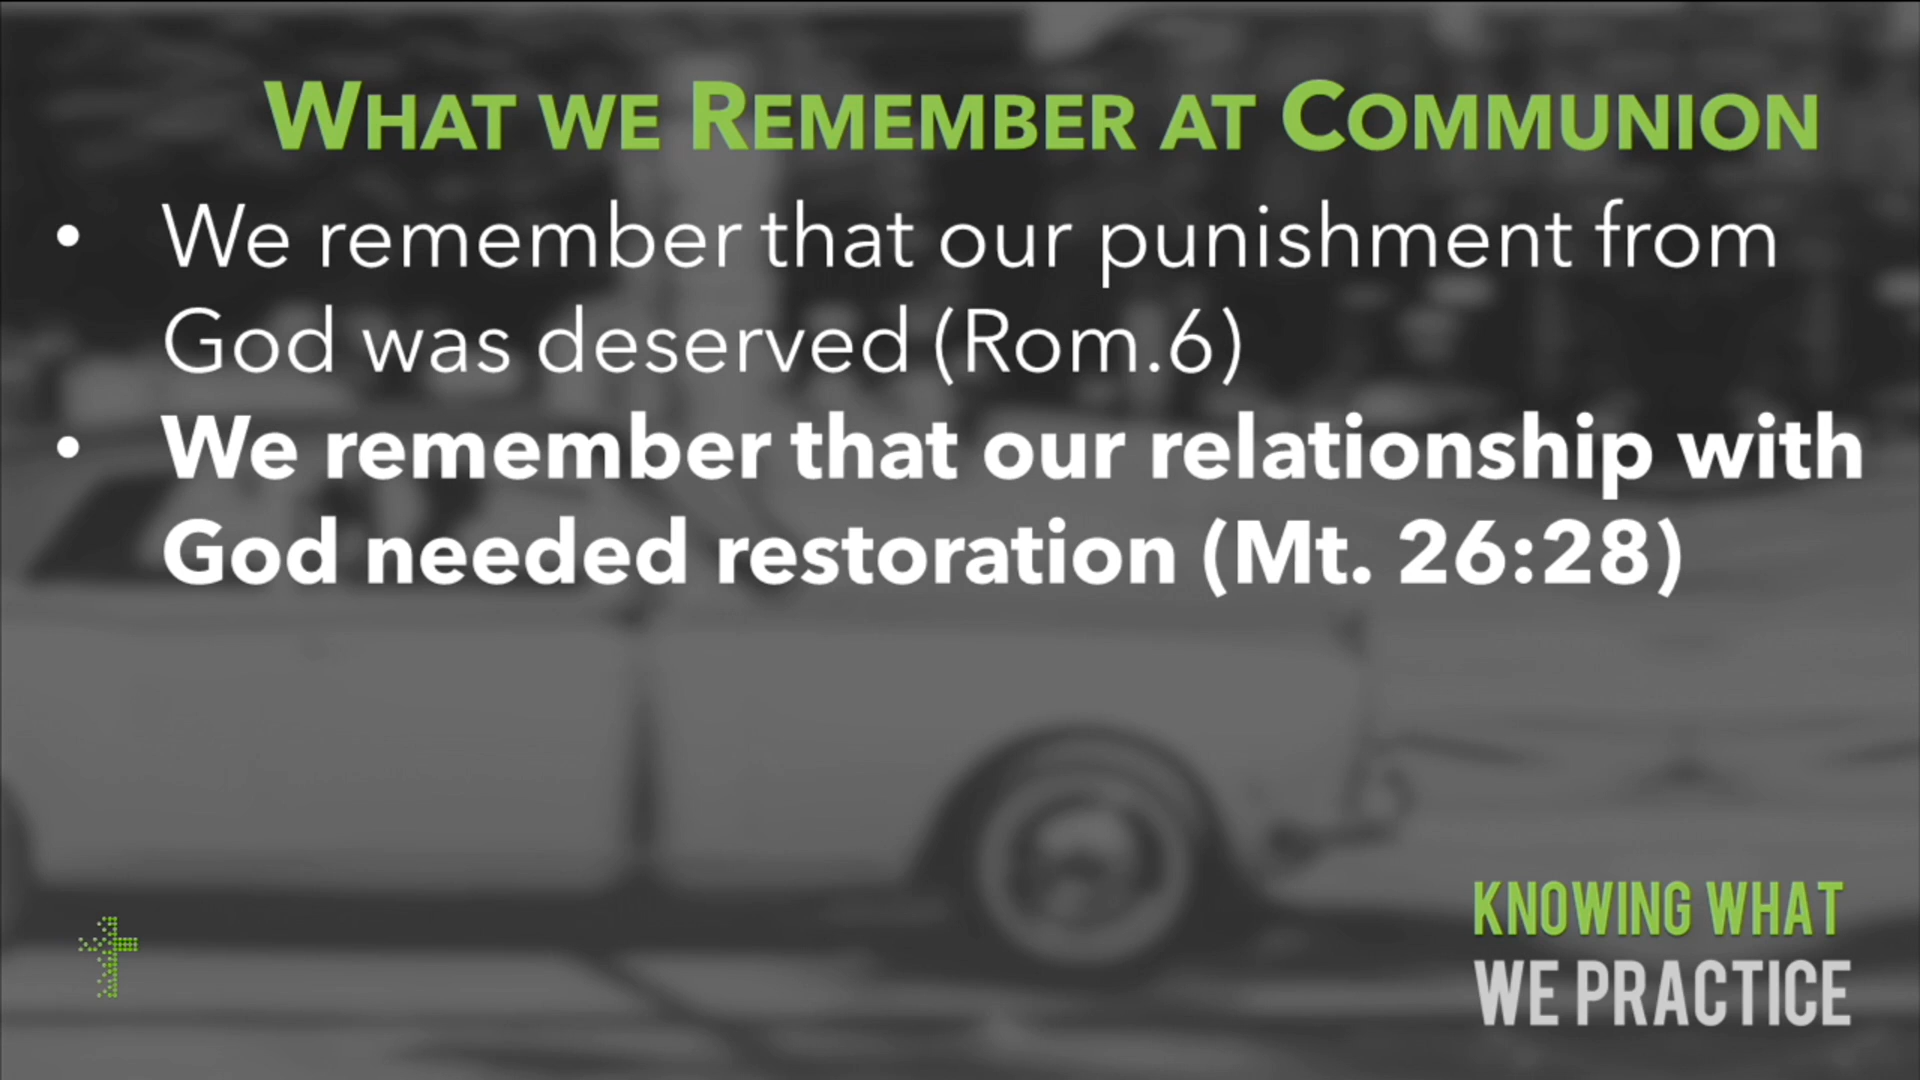 WHAT WE REMEMBER AT COMMUNION
• We remember that our punishment from
God was deserved (Rom.6)
• We remember that our relationship with
God needed restoration (Mt. 26:28)
KNOWING WHAT
WE PRACTICE